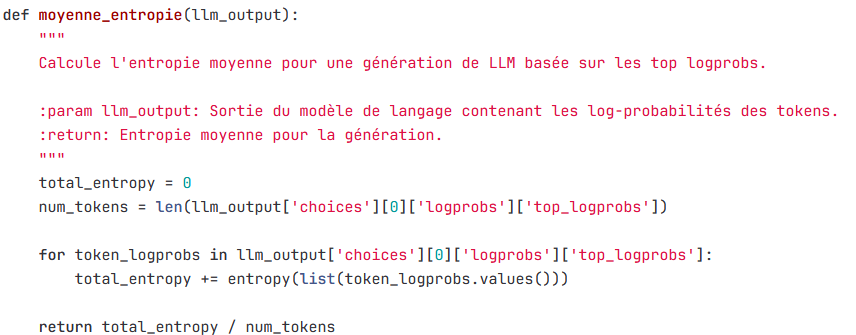 def moyenne_entropie(llm_output):
    """
    Calcule l'entropie moyenne pour une génération de LLM basée sur les top logprobs.

    :param llm_output: Sortie du modèle de langage contenant les log-probabilités des tokens.
    :return: Entropie moyenne pour la génération.
    """
    total_entropy = 0
    num_tokens = len(llm_output['choices'][0]['logprobs']['top_logprobs'])

    for token_logprobs in llm_output['choices'][0]['logprobs']['top_logprobs']:
        total_entropy += entropy(list(token_logprobs.values()))

    return total_entropy / num_tokens